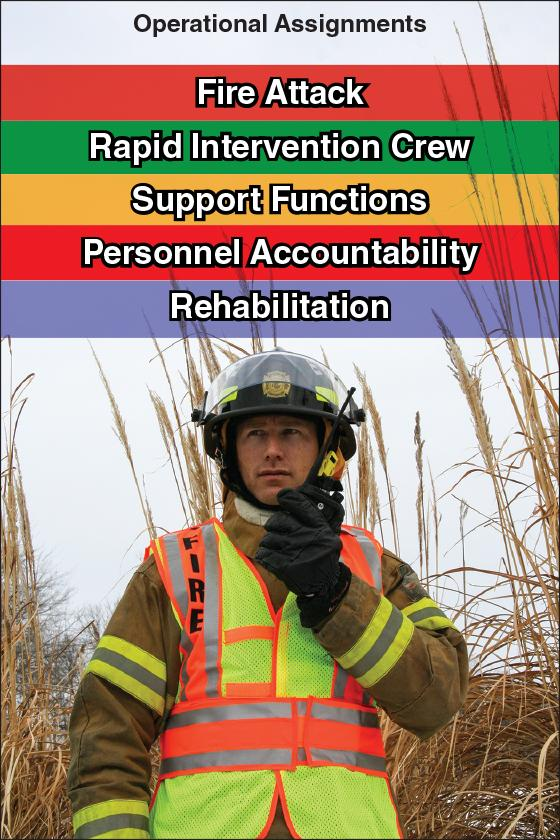 Operational Assignments
Fire Attack
Rapid Intervention Crew
Support Functions
Personnel Accountability
Rehabilitation
FIRE